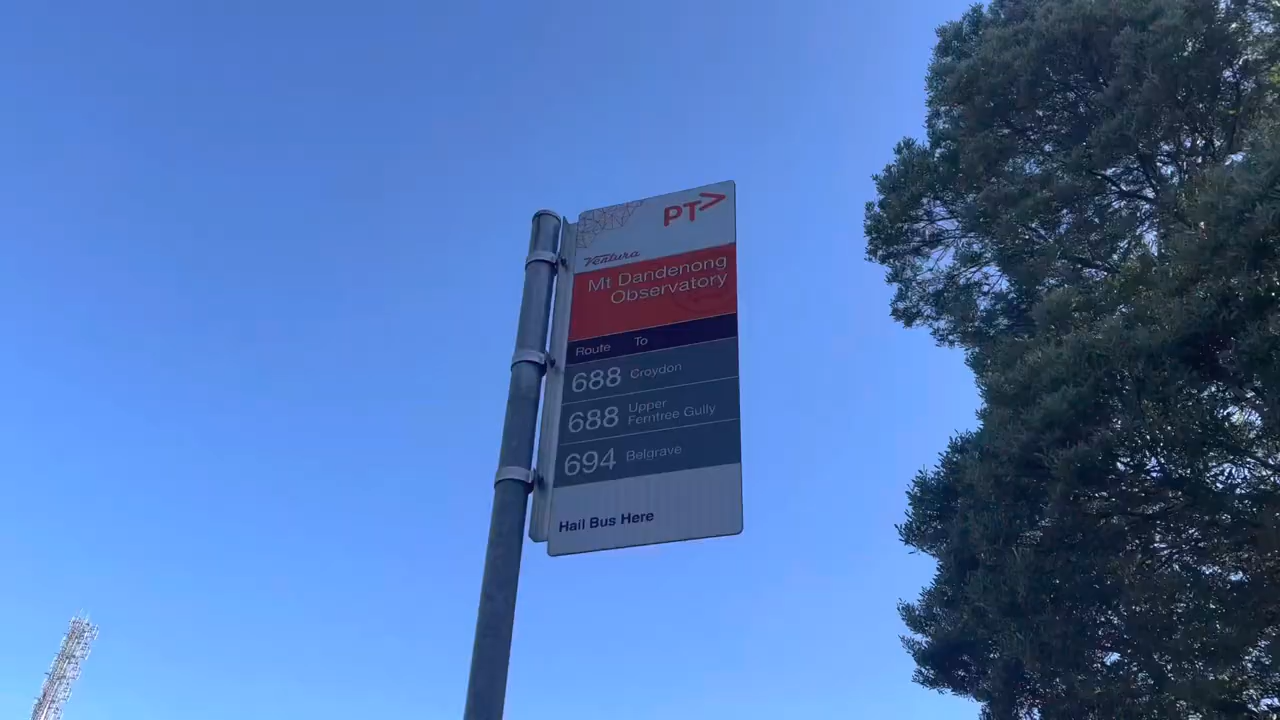 PT>
Ventura
Mt Dandenong
Observatory
Route To
688 Croydon
688 Upper
Ferntree Gully
694 Belgrave
Hail Bus Here